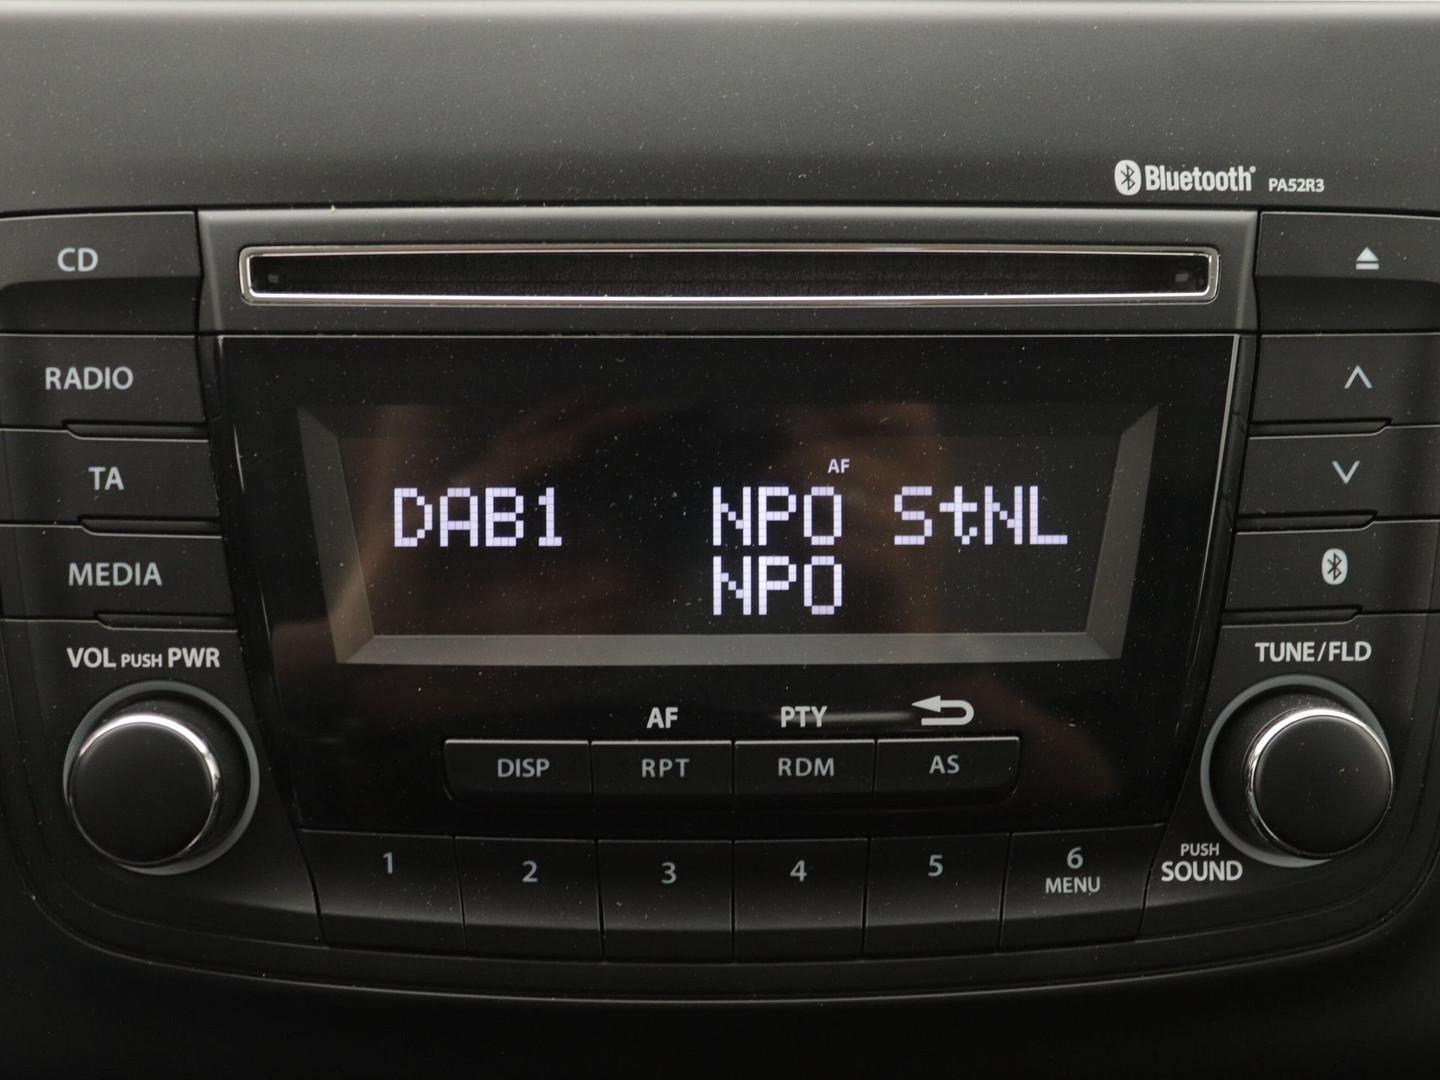 Bluetooth® PA52R3
CD
RADIO
TA
MEDIA
VOL PUSH PWR
AF
DAB1 NPO StNL
NPO
TUNE/FLD
AF PTY
DISP RPT RDM AS
1 2 3 4 5 6
MENU
PUSH
SOUND